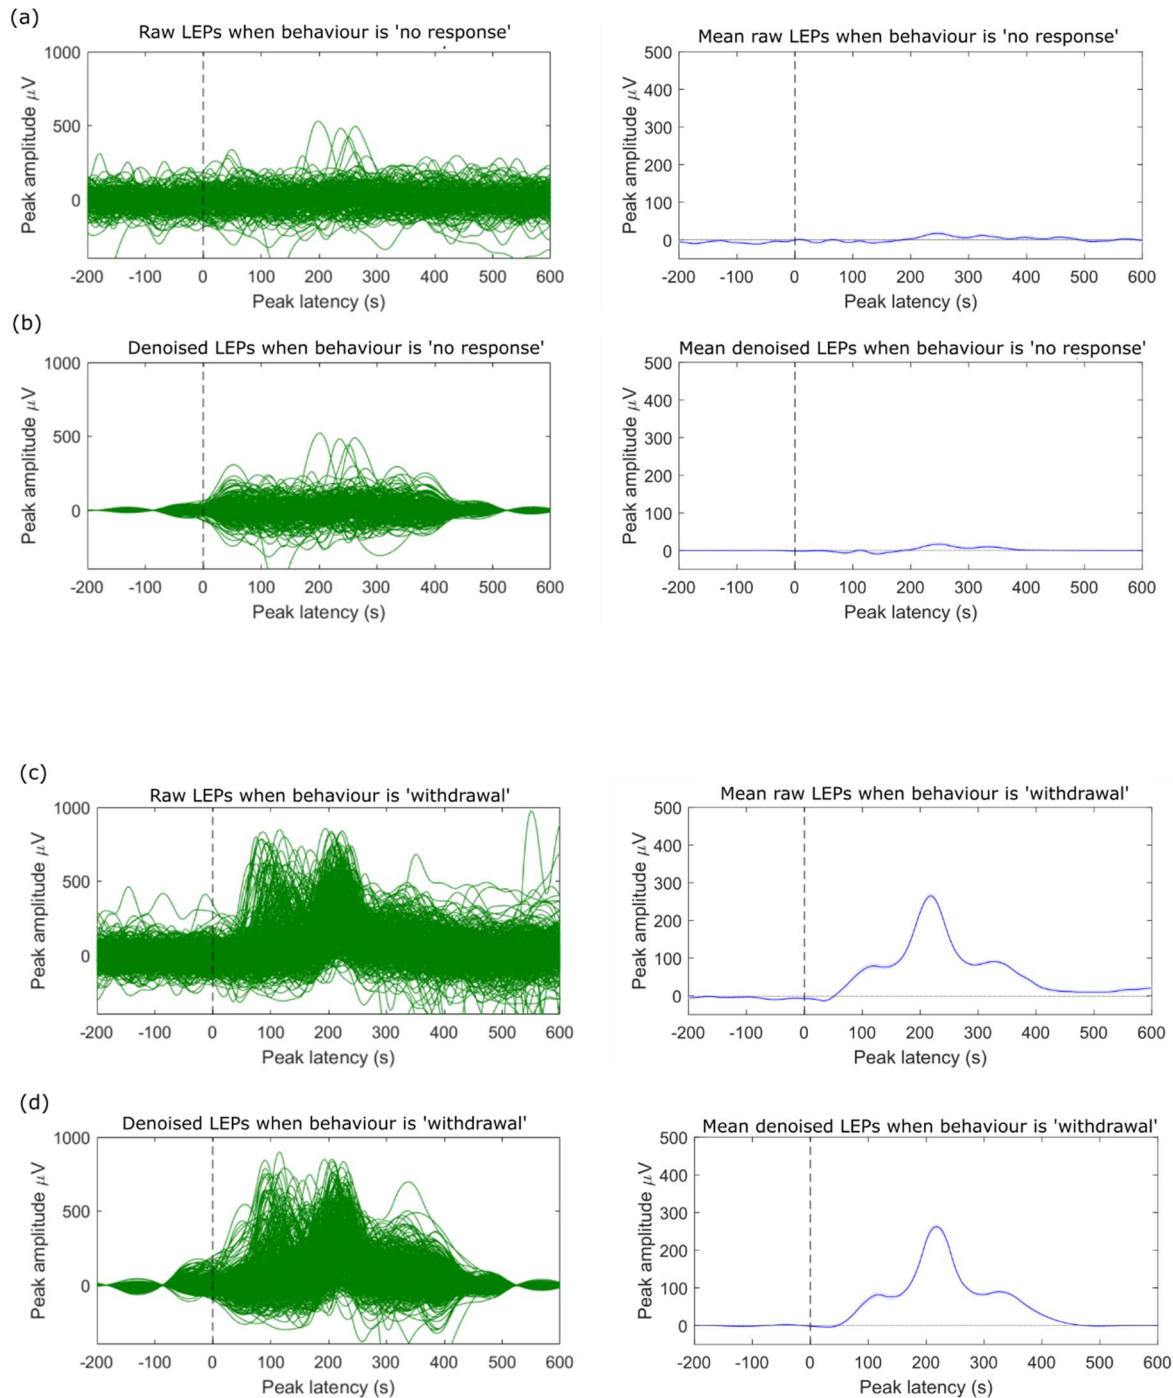 (a)
Raw LEPs when behaviour is 'no response'
Peak amplitude μV
1000
500
0
-200 -100 0 100 200 300 400 500 600
Peak latency (s)
Mean raw LEPs when behaviour is 'no response'
Peak amplitude μV
500
400
300
200
100
0
-200 -100 0 100 200 300 400 500 600
Peak latency (s)
(b)
Denoised LEPs when behaviour is 'no response'
Peak amplitude μV
1000
500
0
-200 -100 0 100 200 300 400 500 600
Peak latency (s)
Mean denoised LEPs when behaviour is 'no response'
Peak amplitude μV
500
400
300
200
100
0
-200 -100 0 100 200 300 400 500 600
Peak latency (s)
(c)
Raw LEPs when behaviour is 'withdrawal'
Peak amplitude μV
1000
500
0
-200 -100 0 100 200 300 400 500 600
Peak latency (s)
Mean raw LEPs when behaviour is 'withdrawal'
Peak amplitude μV
500
400
300
200
100
0
-200 -100 0 100 200 300 400 500 600
Peak latency (s)
(d)
Denoised LEPs when behaviour is 'withdrawal'
Peak amplitude μV
1000
500
0
-200 -100 0 100 200 300 400 500 600
Peak latency (s)
Mean denoised LEPs when behaviour is 'withdrawal'
Peak amplitude μV
500
400
300
200
100
0
-200 -100 0 100 200 300 400 500 600
Peak latency (s)